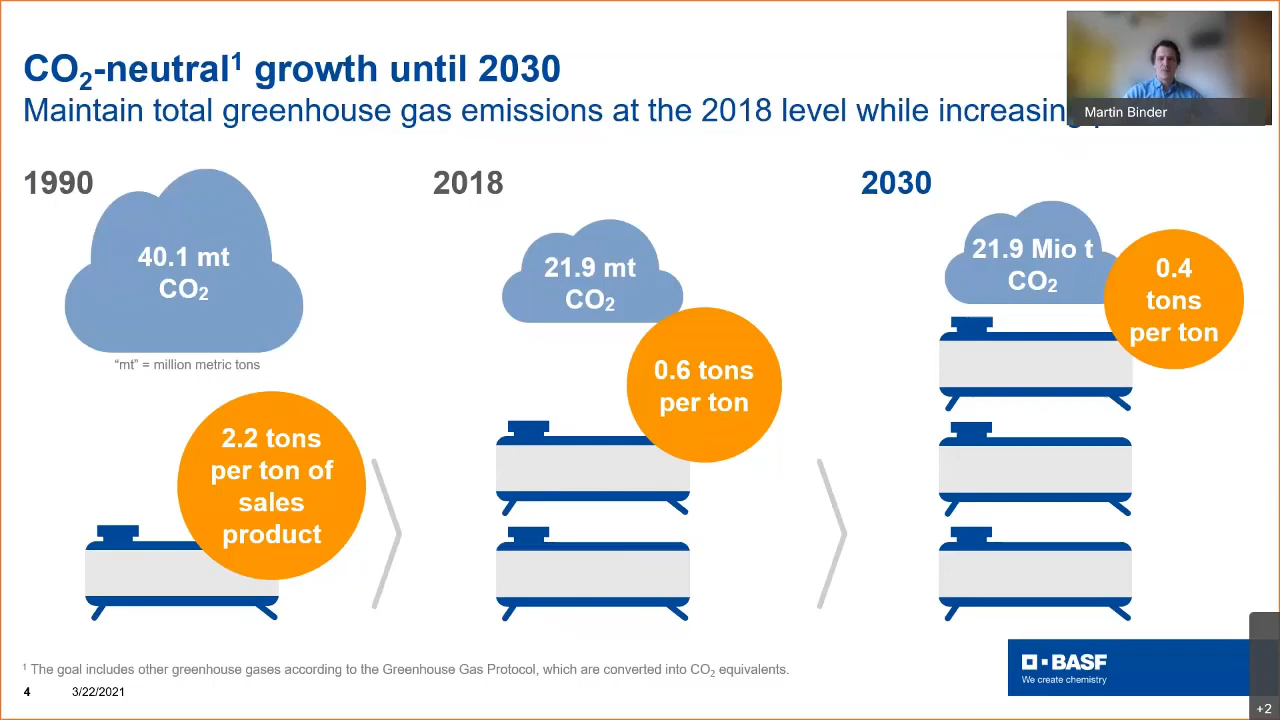 CO₂-neutral¹ growth until 2030
Maintain total greenhouse gas emissions at the 2018 level while increasing
Martin Binder
1990
40.1 mt
CO₂
“mt” = million metric tons
2.2 tons
per ton of
sales
product
2018
21.9 mt
CO₂
0.6 tons
per ton
2030
21.9 Mio t
CO₂
0.4
tons
per ton
¹ The goal includes other greenhouse gases according to the Greenhouse Gas Protocol, which are converted into CO₂ equivalents.
4 3/22/2021
BASF
We create chemistry
+2